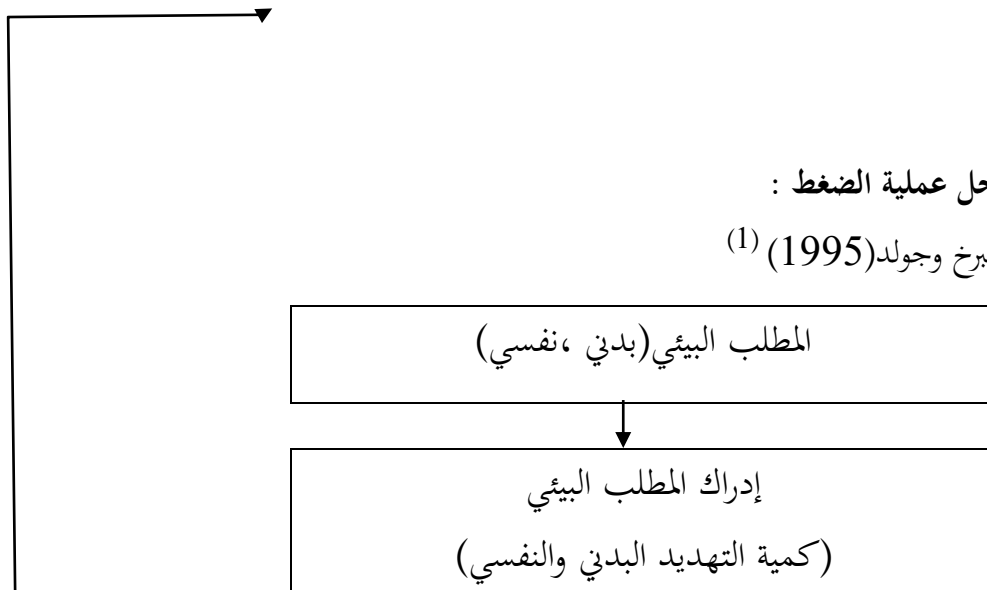 حل عملية الضغط :
برخ وجولد(1995) (1)
المطلب البيئي(بدني ،نفسي)
إدراك المطلب البيئي
(كمية التهديد البدني والنفسي)